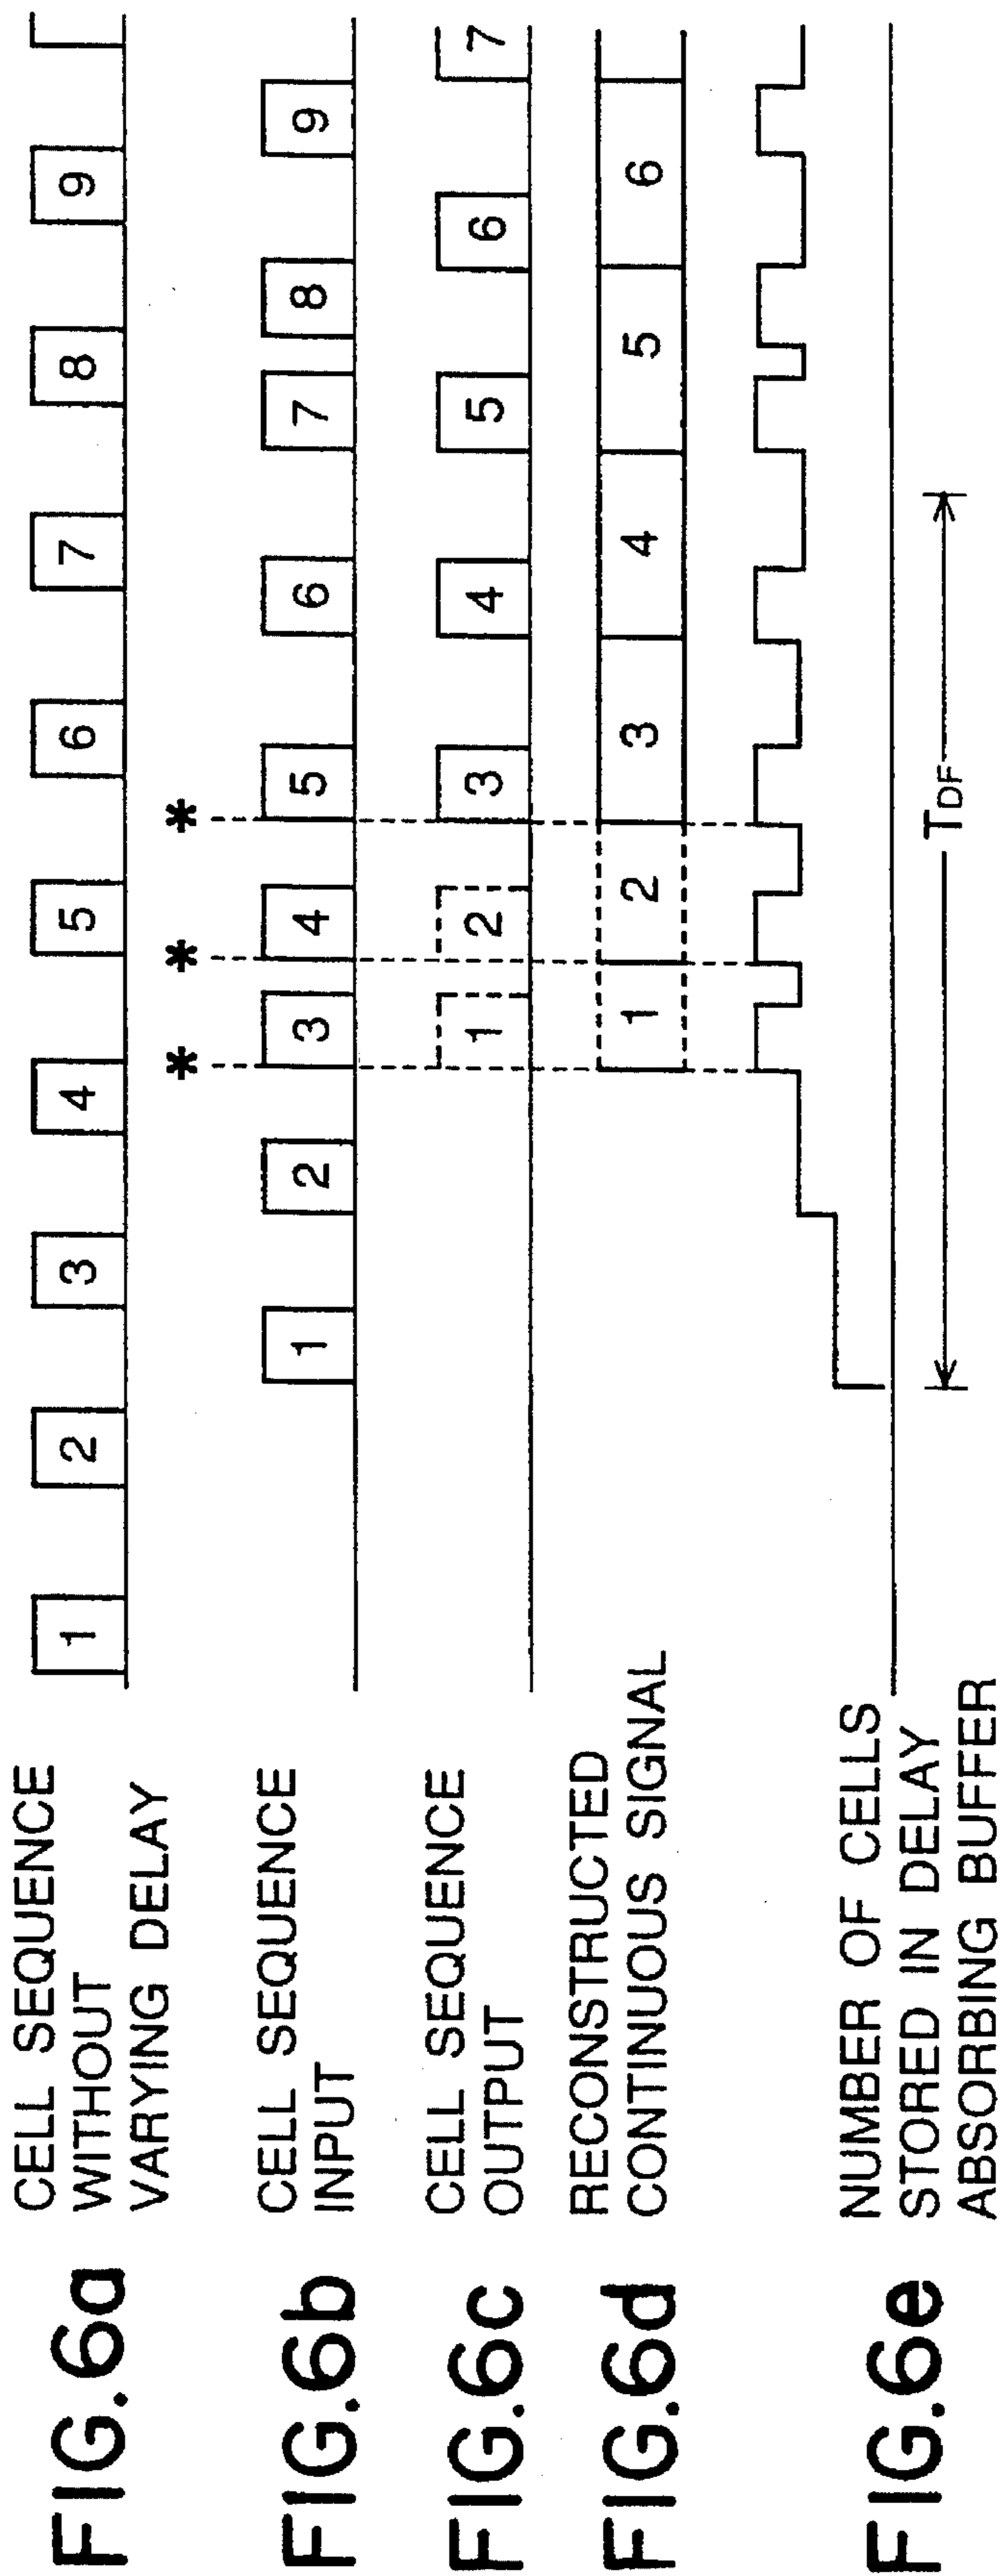 FIG.6a
CELL SEQUENCE
WITHOUT
VARYING DELAY
1 2 3 4 5 6 7 8 9
* * *
FIG.6b
CELL SEQUENCE
INPUT
1 2 3 4 5 6 7 8 9
FIG.6c
CELL SEQUENCE
OUTPUT
1 2 3 4 5 6 7
FIG.6d
RECONSTRUCTED
CONTINUOUS SIGNAL
1 2 3 4 5 6
FIG.6e
NUMBER OF CELLS
STORED IN DELAY
ABSORBING BUFFER
TDF